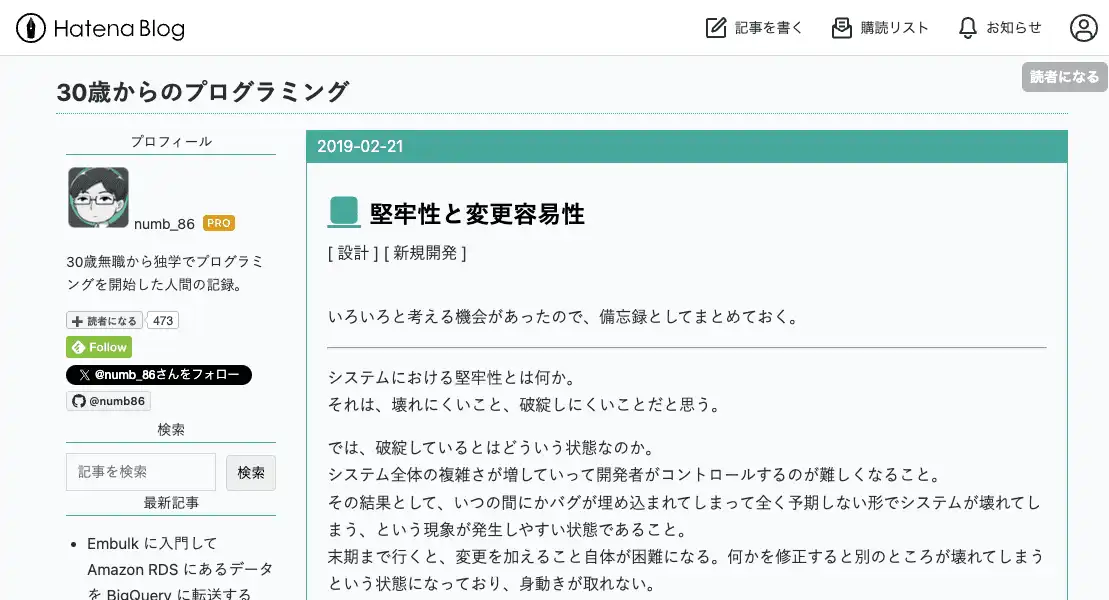 Hatena Blog
記事を書く
購読リスト
お知らせ
読者になる
30歳からのプログラミング
プロフィール
numb_86 PRO
30歳無職から独学でプログラミ
ングを開始した人間の記録。
読者になる 473
Follow
@numb_86さんをフォロー
@numb86
検索
記事を検索
検索
最新記事
Embulk に入門して
Amazon RDS にあるデータ
を BigQuery に転送する
2019-02-21
堅牢性と変更容易性
[ 設計 ] [ 新規開発 ]
いろいろと考える機会があったので、備忘録としてまとめておく。
システムにおける堅牢性とは何か。
それは、壊れにくいこと、破綻しにくいことだと思う。
では、破綻しているとはどういう状態なのか。
システム全体の複雑さが増していって開発者がコントロールするのが難しくなること。
その結果として、いつの間にかバグが埋め込まれてしまって全く予期しない形でシステムが壊れてし
まう、という現象が発生しやすい状態であること。
末期まで行くと、変更を加えること自体が困難になる。何かを修正すると別のところが壊れてしまう
という状態になっており、身動きが取れない。